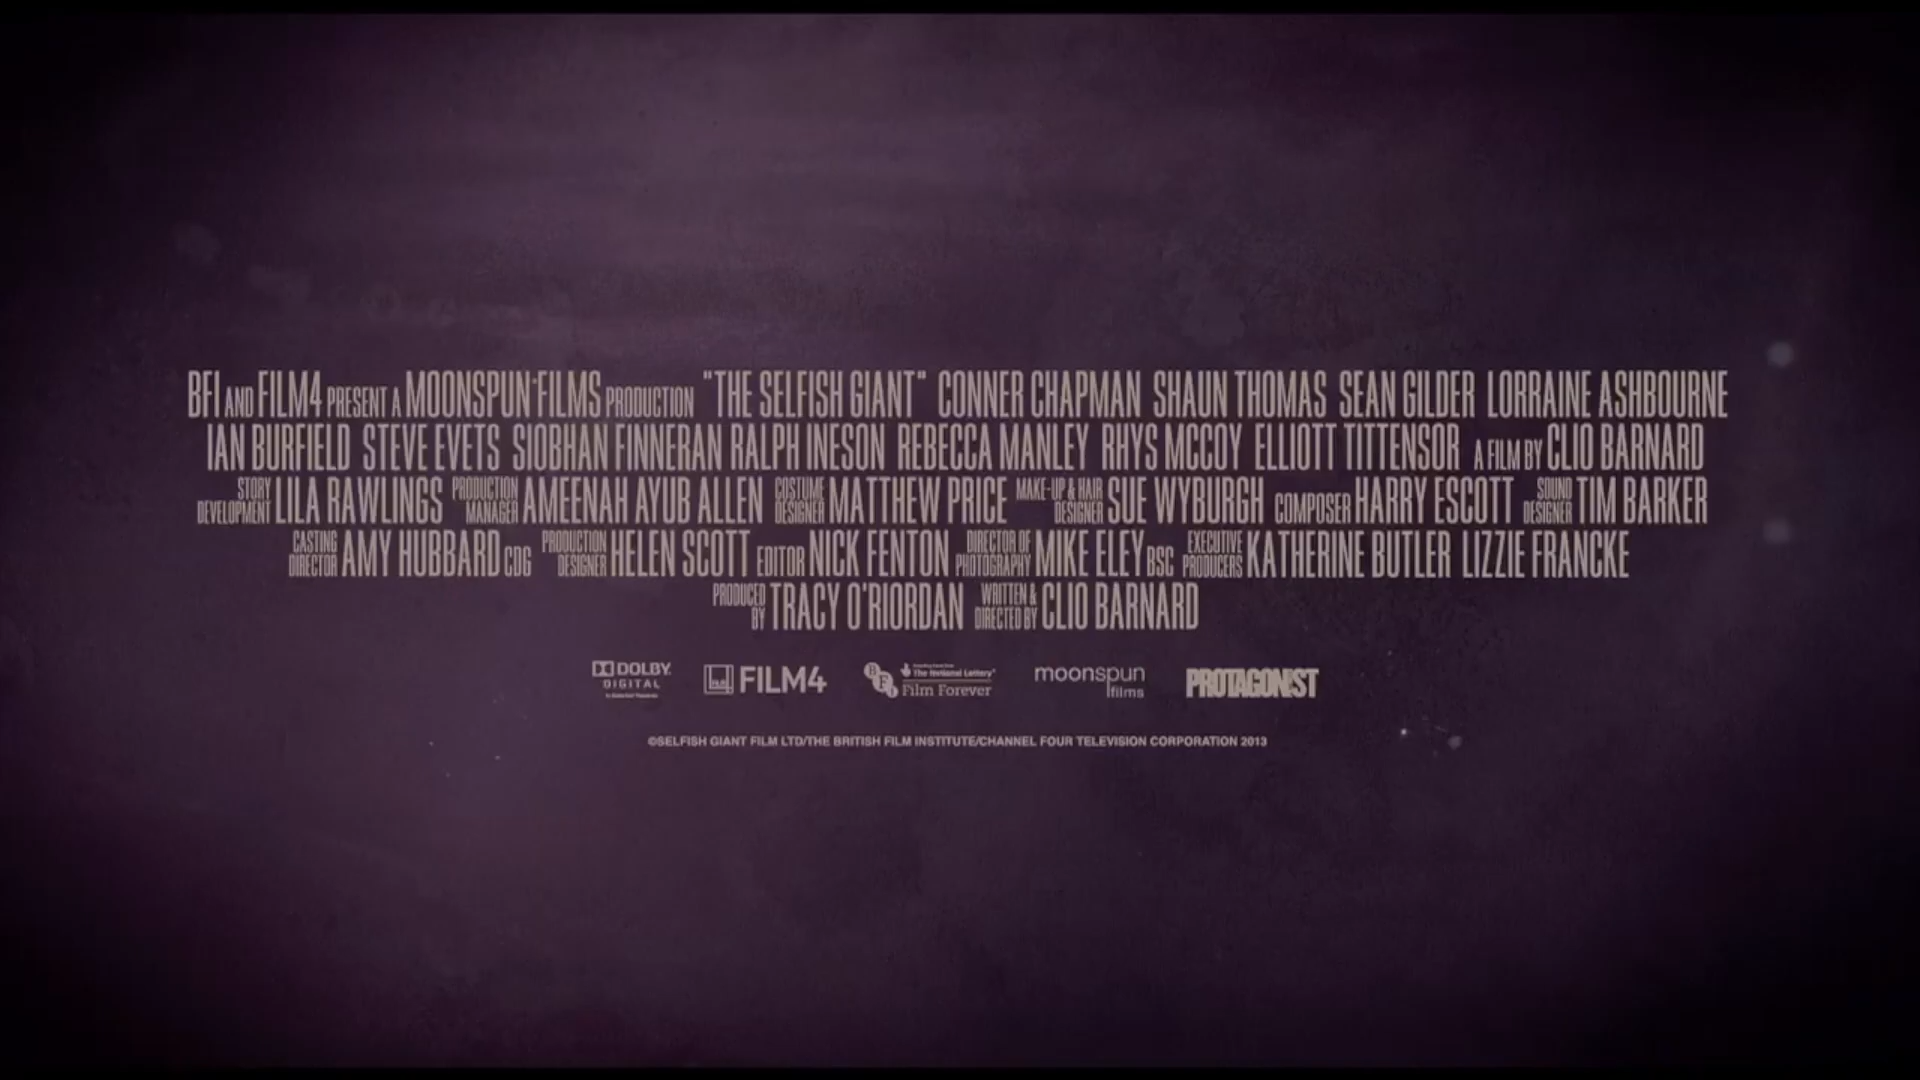 BFI AND FILM4 PRESENT A MOONSPUN FILMS PRODUCTION "THE SELFISH GIANT" CONNER CHAPMAN SHAUN THOMAS SEAN GILDER LORRAINE ASHBOURNE
IAN BURFIELD STEVE EVETS SIOBHAN FINNERAN RALPH INESON REBECCA MANLEY RHYS MCCOY ELLIOTT TITTENSOR A FILM BY CLIO BARNARD
STORY DEVELOPMENT LILA RAWLINGS PRODUCTION MANAGER AMEENAH AYUB ALLEN COSTUME DESIGNER MATTHEW PRICE MAKE-UP & HAIR DESIGNER SUE WYBURGH COMPOSER HARRY ESCOTT SOUND DESIGNER TIM BARKER
CASTING DIRECTOR AMY HUBBARD CDG PRODUCTION DESIGNER HELEN SCOTT EDITOR NICK FENTON DIRECTOR OF PHOTOGRAPHY MIKE ELEY BSC EXECUTIVE PRODUCERS KATHERINE BUTLER LIZZIE FRANCKE
PRODUCED BY TRACY O'RIORDAN WRITTEN & DIRECTED BY CLIO BARNARD
DOLBY DIGITAL FILM4 BFI The National Lottery Film Forever moonspun films PROTAGONIST
©SELFISH GIANT FILM LTD/THE BRITISH FILM INSTITUTE/CHANNEL FOUR TELEVISION CORPORATION 2013